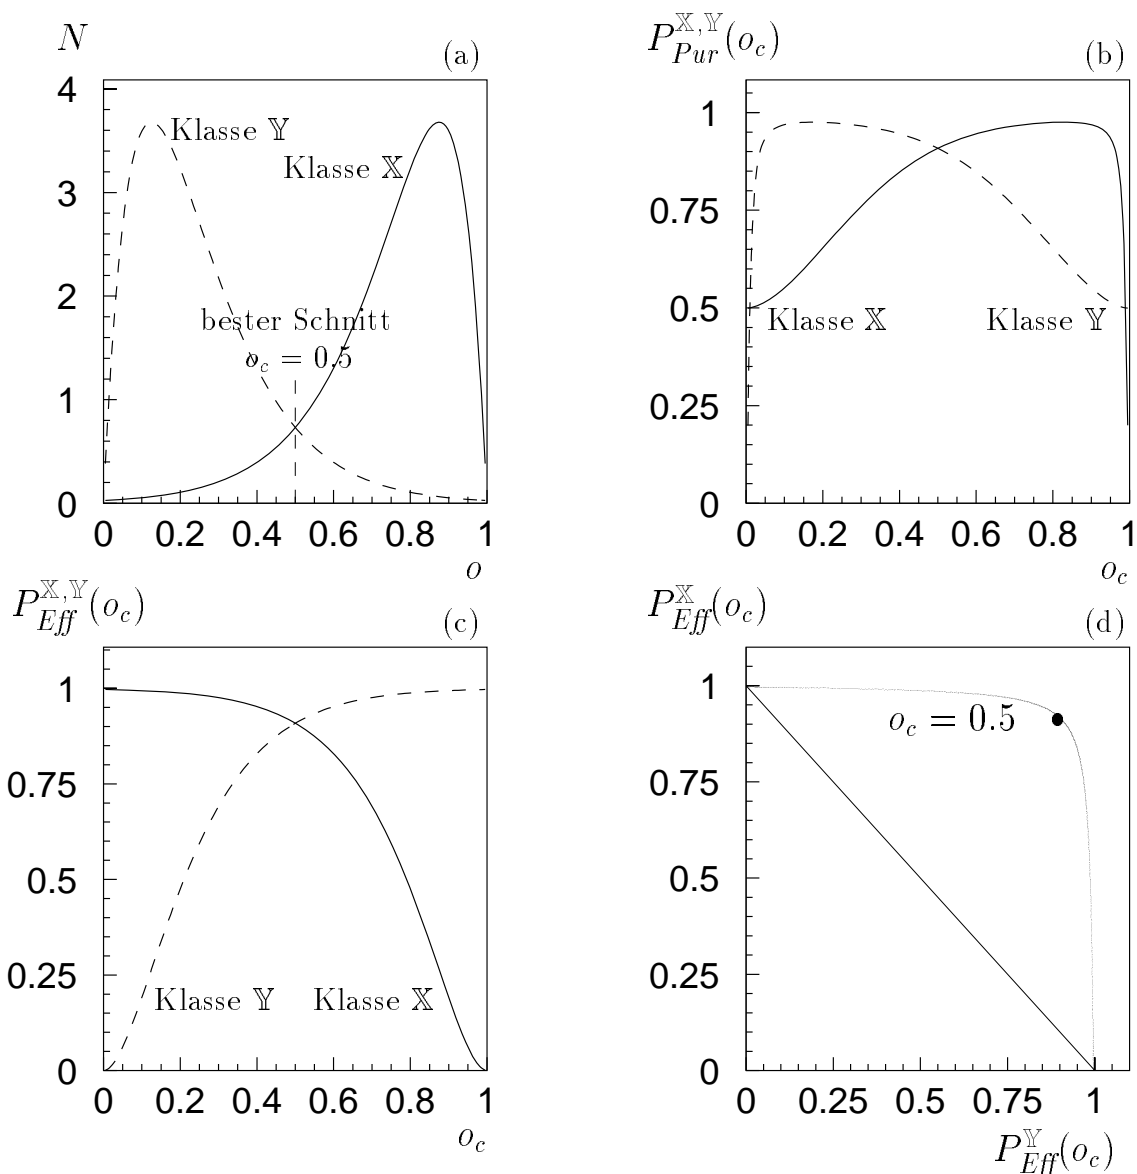 N
(a)
4
3
2
1
0
Klasse 𝕐
Klasse 𝕏
bester Schnitt
o_c = 0.5
0 0.2 0.4 0.6 0.8 1
o
P_{Pur}^{𝕏,𝕐}(o_c)
(b)
1
0.75
0.5
0.25
0
Klasse 𝕏 Klasse 𝕐
0 0.2 0.4 0.6 0.8 1
o_c
P_{Eff}^{𝕏,𝕐}(o_c)
(c)
1
0.75
0.5
0.25
0
Klasse 𝕐 Klasse 𝕏
0 0.2 0.4 0.6 0.8 1
o_c
P_{Eff}^{𝕏}(o_c)
(d)
1
0.75
0.5
0.25
0
o_c = 0.5
0 0.25 0.5 0.75 1
P_{Eff}^{𝕐}(o_c)